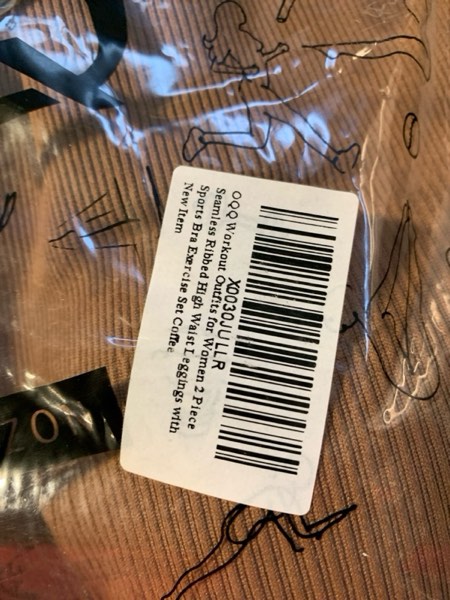 X0030JULLR
OQQ Workout Outfits for Women 2 Piece
Seamless Ribbed High Waist Leggings with
Sports Bra Exercise Set Coffee
New Item